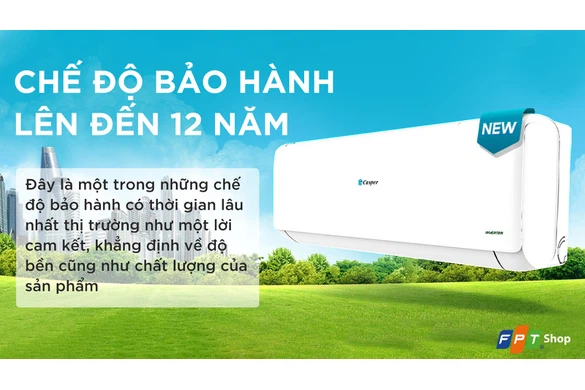 CHẾ ĐỘ BẢO HÀNH
LÊN ĐẾN 12 NĂM
NEW
Đây là một trong những chế
độ bảo hành có thời gian lâu
nhất thị trường như một lời
cam kết, khẳng định về độ
bền cũng như chất lượng của
sản phẩm
Casper
INVERTER
FPT Shop